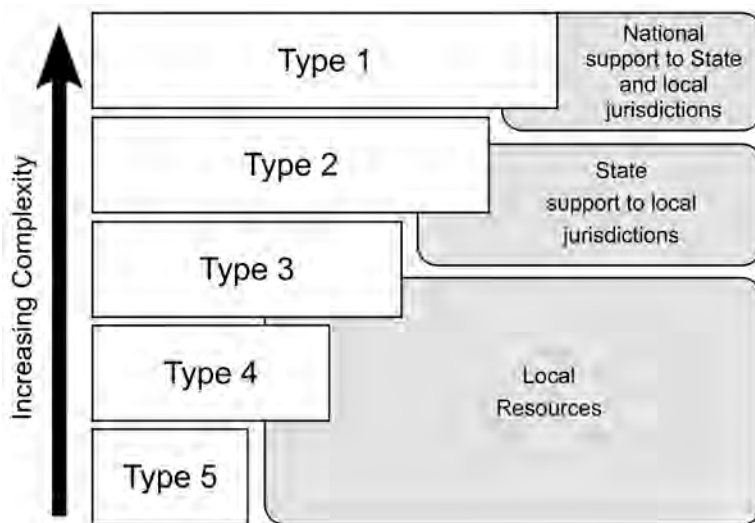 Increasing Complexity
Type 1
National
support to State
and local
jurisdictions
Type 2
State
support to local
jurisdictions
Type 3
Type 4
Local
Resources
Type 5